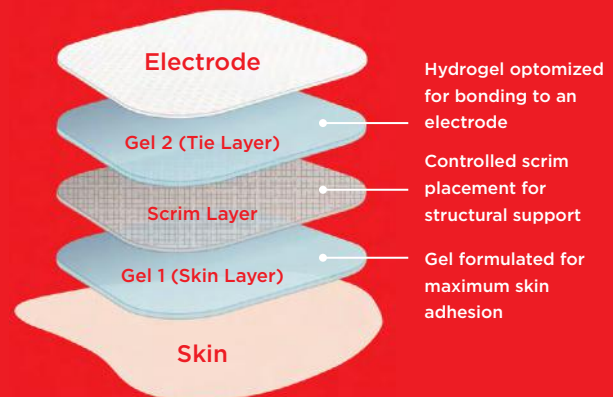 Electrode
Gel 2 (Tie Layer)
Scrim Layer
Gel 1 (Skin Layer)
Skin
Hydrogel optomized
for bonding to an
electrode
Controlled scrim
placement for
structural support
Gel formulated for
maximum skin
adhesion